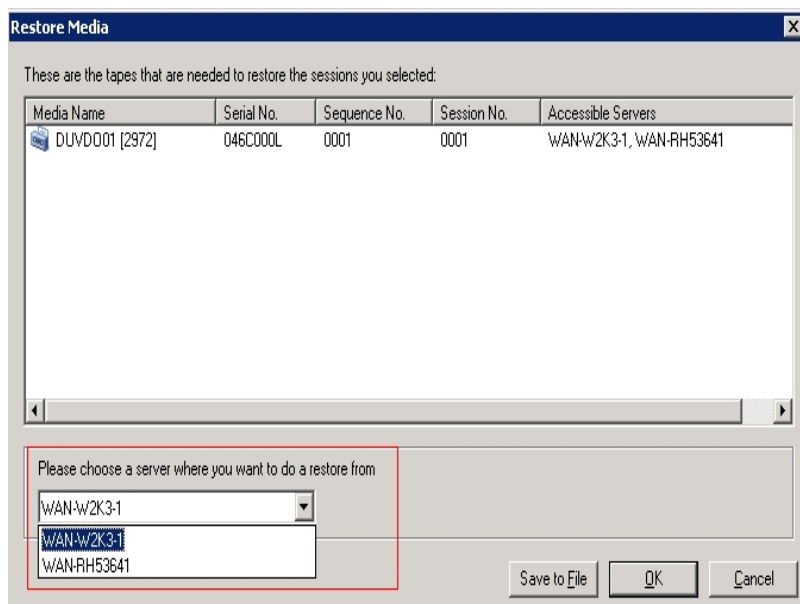 Restore Media
These are the tapes that are needed to restore the sessions you selected:
Media Name Serial No. Sequence No. Session No. Accessible Servers
DUVDO01 [2972] 046C000L 0001 0001 WAN-W2K3-1, WAN-RH53641
Please choose a server where you want to do a restore from
WAN-W2K3-1
WAN-W2K3-1
WAN-RH53641
Save to File OK Cancel